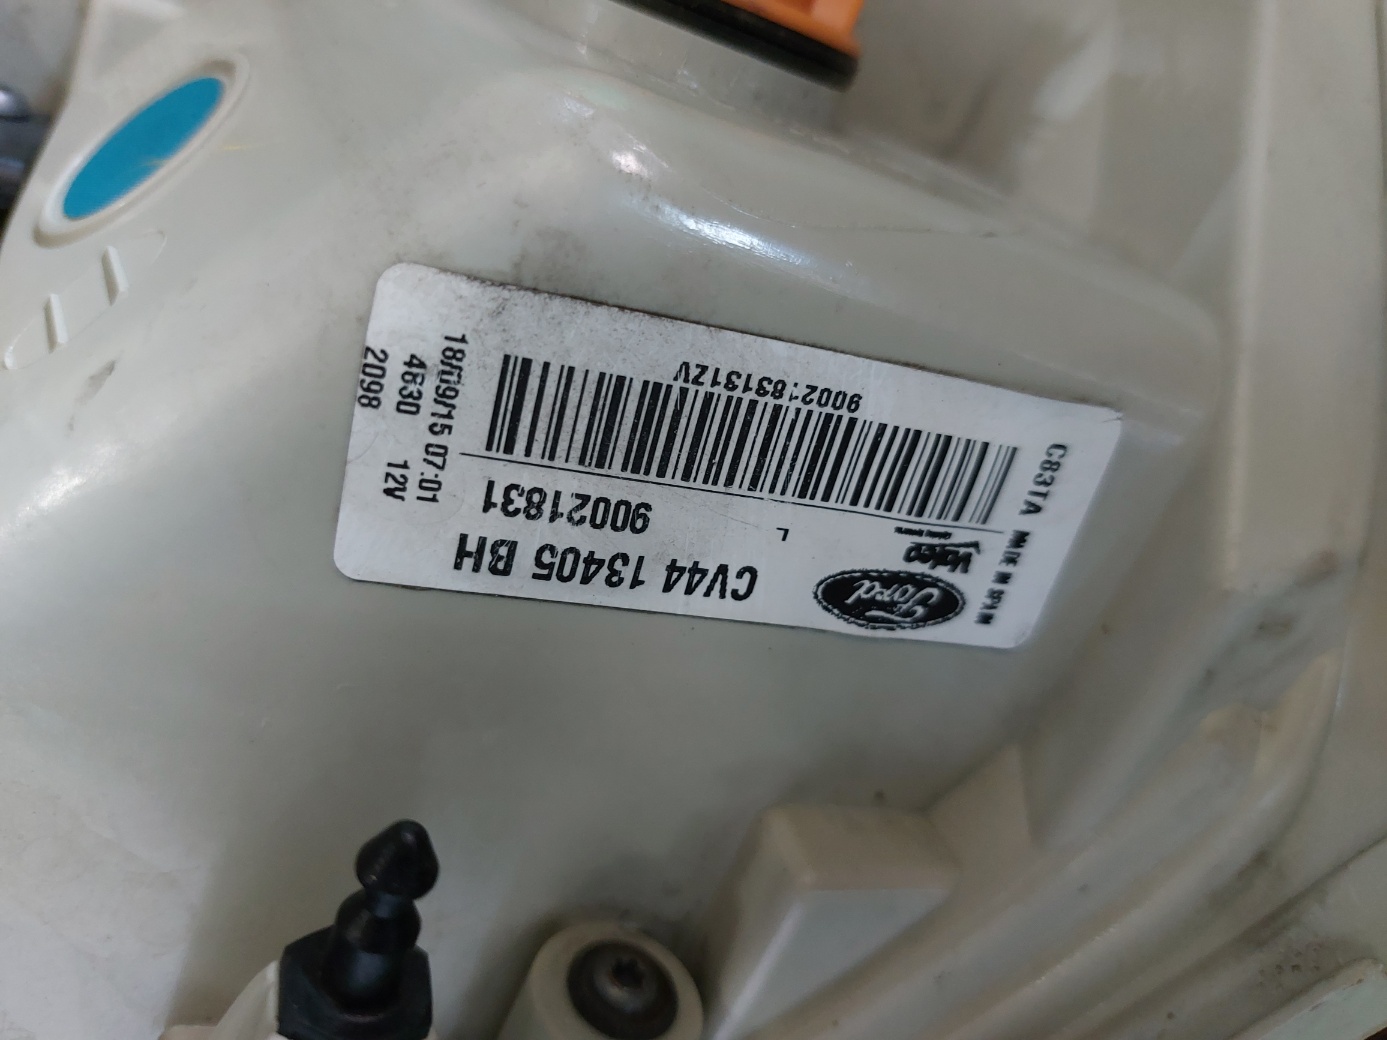 C83TA MADE IN SPAIN
Ford
Valeo
CV44 13405 BH
L
90021831
9002183131ZV
18/09/15 07:01
4630 12V
2098